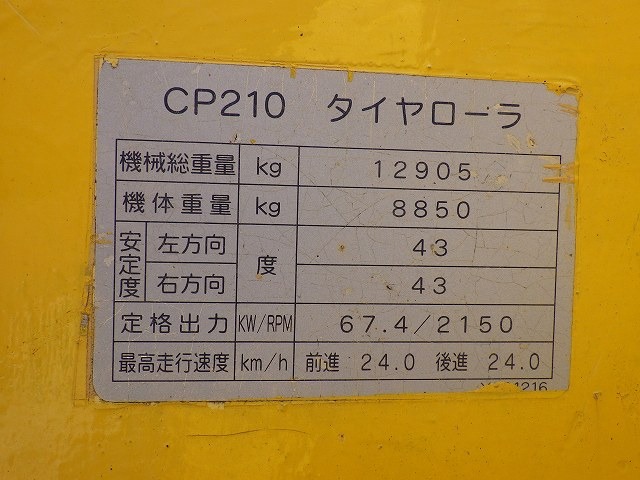 CP210 タイヤローラ
機械総重量 kg 12905
機体重量 kg 8850
安定度 左方向 度 43
右方向 43
定格出力 KW/RPM 67.4/2150
最高走行速度 km/h 前進 24.0 後進 24.0